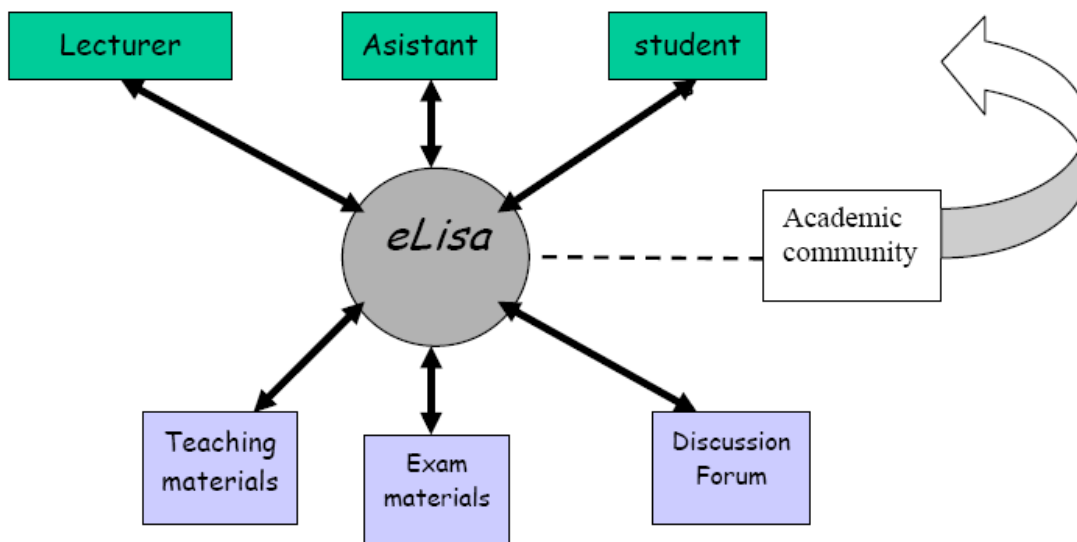 Lecturer
Asistant
student
eLisa
Academic
community
Teaching
materials
Exam
materials
Discussion
Forum